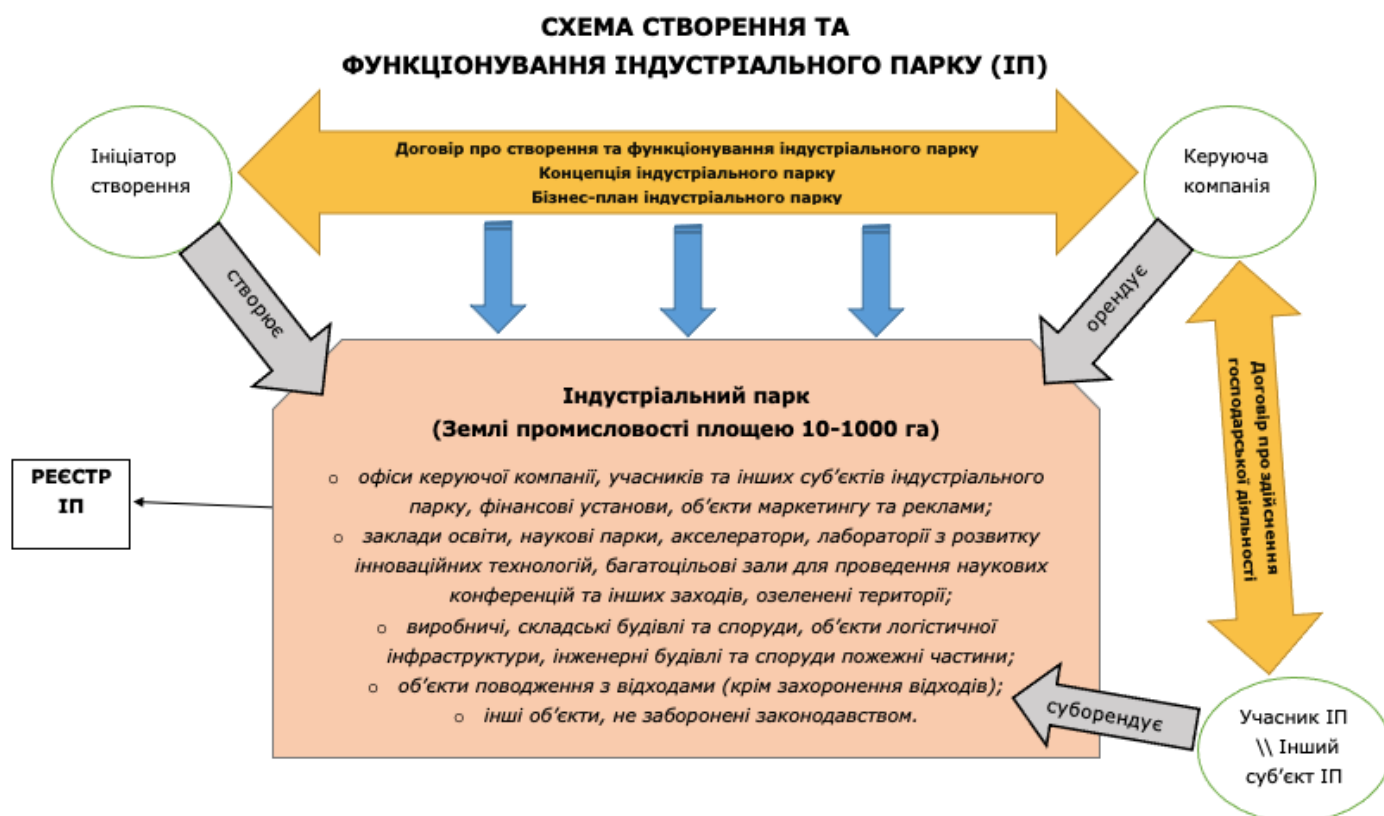 СХЕМА СТВОРЕННЯ ТА
ФУНКЦІОНУВАННЯ ІНДУСТРІАЛЬНОГО ПАРКУ (ІП)
Ініціатор
створення
Договір про створення та функціонування індустріального парку
Концепція індустріального парку
Бізнес-план індустріального парку
Керуюча
компанія
створює
орендує
Індустріальний парк
(Землі промисловості площею 10-1000 га)
o офіси керуючої компанії, учасників та інших суб’єктів індустріального
парку, фінансові установи, об’єкти маркетингу та реклами;
o заклади освіти, наукові парки, акселератори, лабораторії з розвитку
інноваційних технологій, багатоцільові зали для проведення наукових
конференцій та інших заходів, озеленені території;
o виробничі, складські будівлі та споруди, об’єкти логістичної
інфраструктури, інженерні будівлі та споруди пожежні частини;
o об’єкти поводження з відходами (крім захоронення відходів);
o інші об’єкти, не заборонені законодавством.
РЕЄСТР
ІП
Договір про здійснення
господарської діяльності
суборендує
Учасник ІП
\\ Інший
суб’єкт ІП